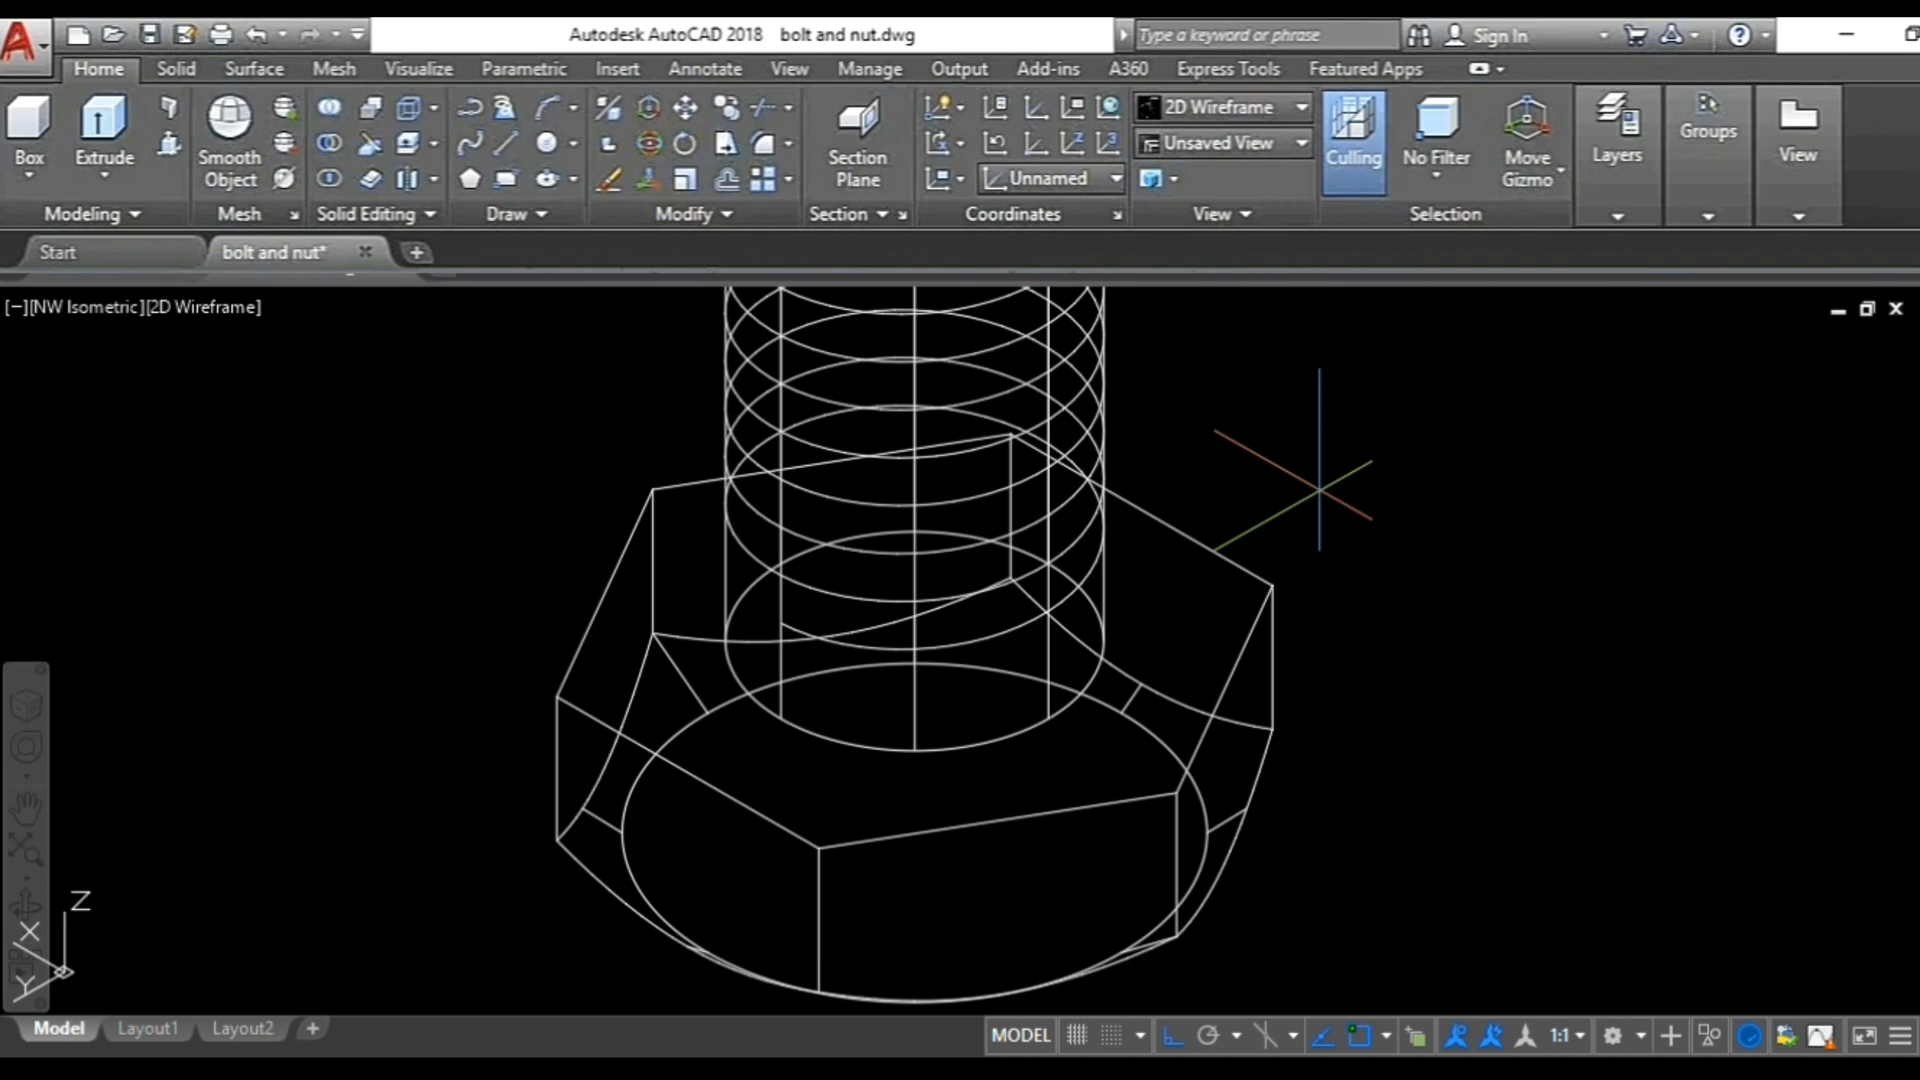 Autodesk AutoCAD 2018 bolt and nut.dwg
Type a keyword or phrase
Sign In
Home Solid Surface Mesh Visualize Parametric Insert Annotate View Manage Output Add-ins A360 Express Tools Featured Apps
2D Wireframe
Unsaved View
Box
Extrude
Smooth Object
Section Plane
Unnamed
Culling
No Filter
Move Gizmo
Layers
Groups
View
Modeling Mesh Solid Editing Draw Modify Section Coordinates View Selection
Start bolt and nut*
[−][NW Isometric][2D Wireframe]
Z
X
Y
Model Layout1 Layout2
MODEL 1:1